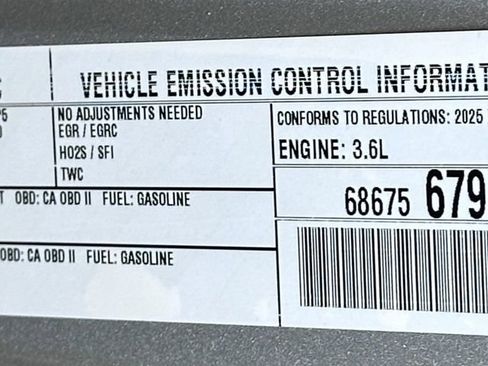 VEHICLE EMISSION CONTROL INFORMAT
NO ADJUSTMENTS NEEDED
EGR / EGRC
HO2S / SFI
TWC
CONFORMS TO REGULATIONS: 2025
ENGINE: 3.6L
OBD: CA OBD II FUEL: GASOLINE
68675 679
OBD: CA OBD II FUEL: GASOLINE